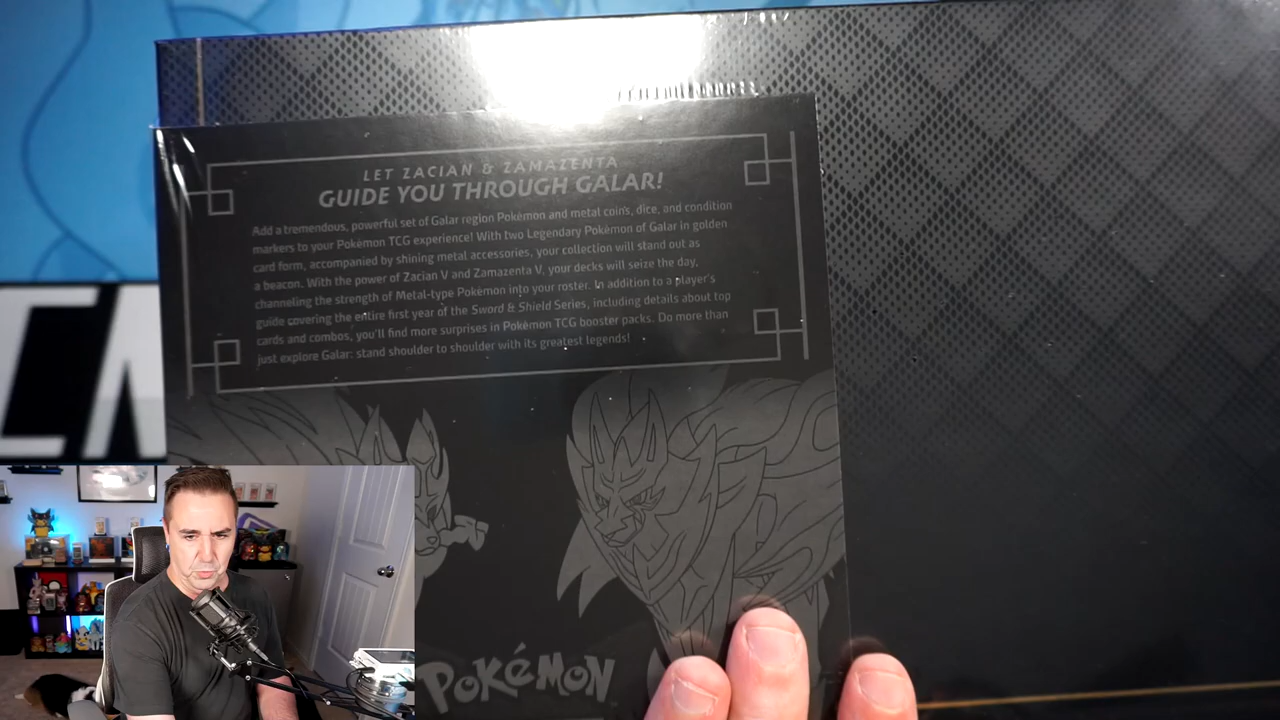 LET ZACIAN & ZAMAZENTA
GUIDE YOU THROUGH GALAR!
Add a tremendous, powerful set of Galar region Pokémon and metal coins, dice, and condition
markers to your Pokémon TCG experience! With two Legendary Pokémon of Galar in golden
card form, accompanied by shining metal accessories, your collection will stand out as
a beacon. With the power of Zacian V and Zamazenta V, your decks will seize the day,
channeling the strength of Metal-type Pokémon into your roster. In addition to a player's
guide covering the entire first year of the Sword & Shield Series, including details about top
cards and combos, you'll find more surprises in Pokémon TCG booster packs. Do more than
just explore Galar: stand shoulder to shoulder with its greatest legends!
POKéMON